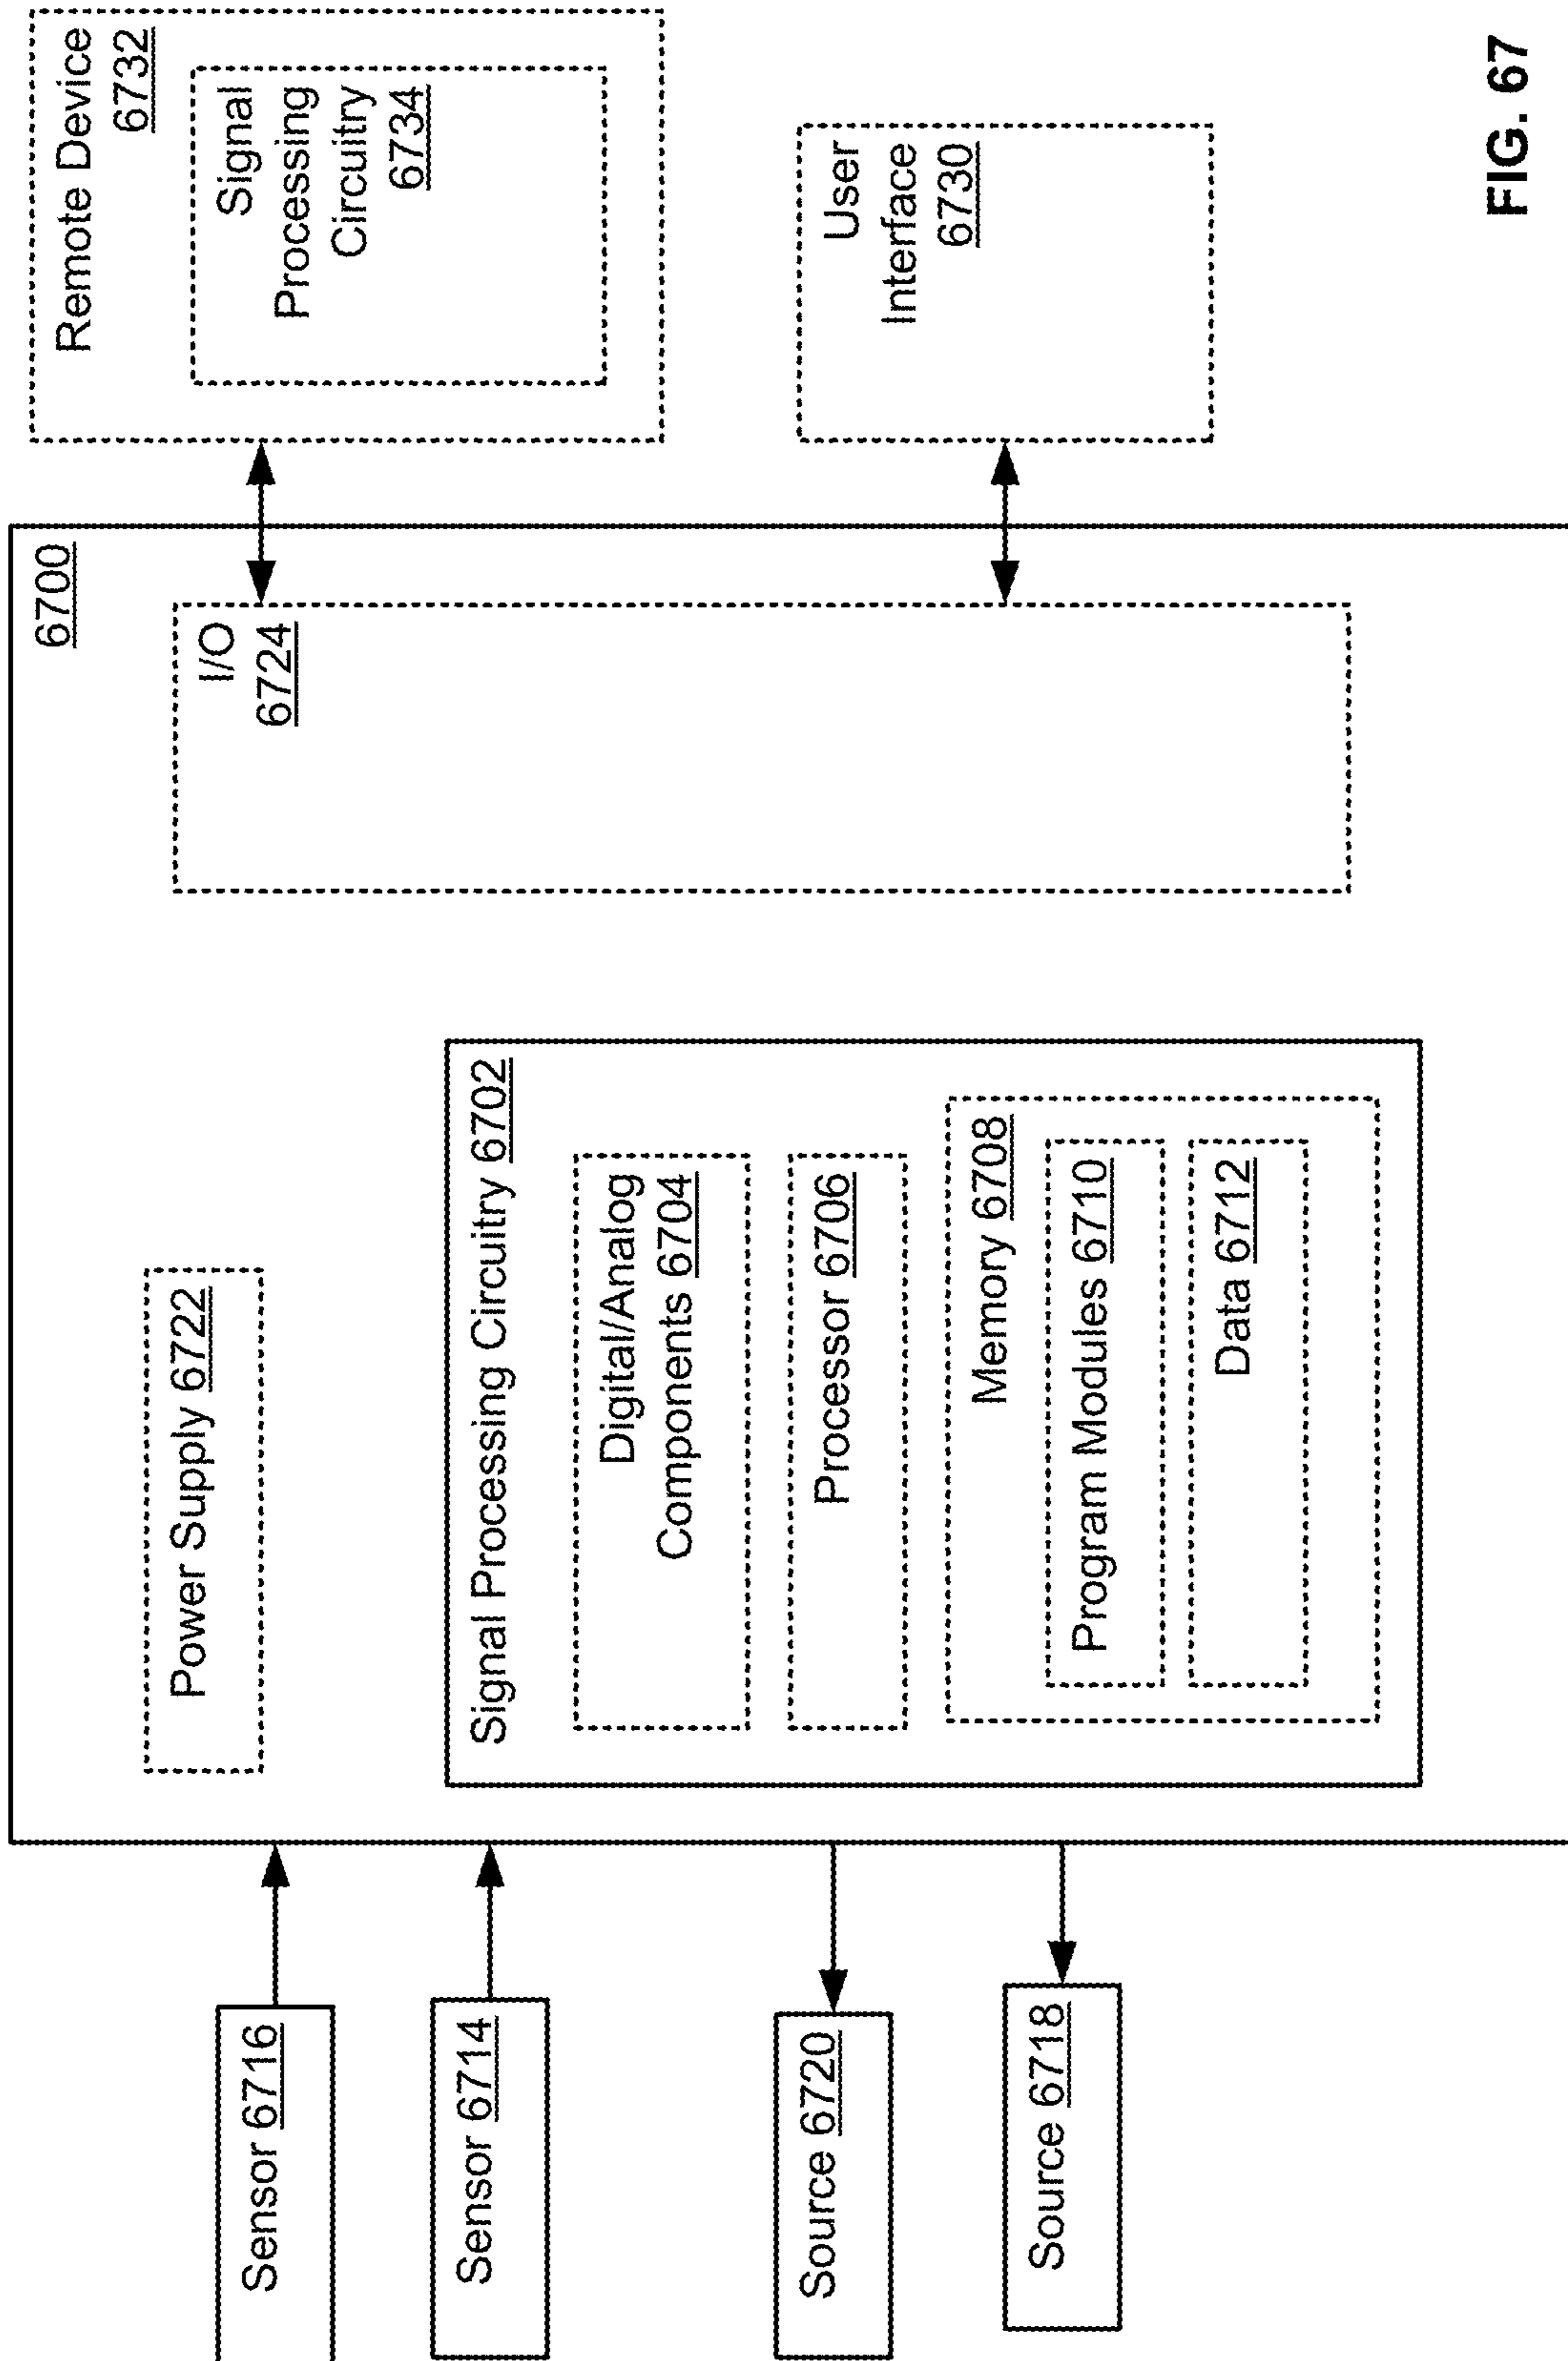 6700
Sensor 6716
Sensor 6714
Source 6720
Source 6718
Power Supply 6722
Signal Processing Circuitry 6702
Digital/Analog
Components 6704
Processor 6706
Memory 6708
Program Modules 6710
Data 6712
I/O
6724
Remote Device
6732
Signal
Processing
Circuitry
6734
User
Interface
6730
FIG. 67